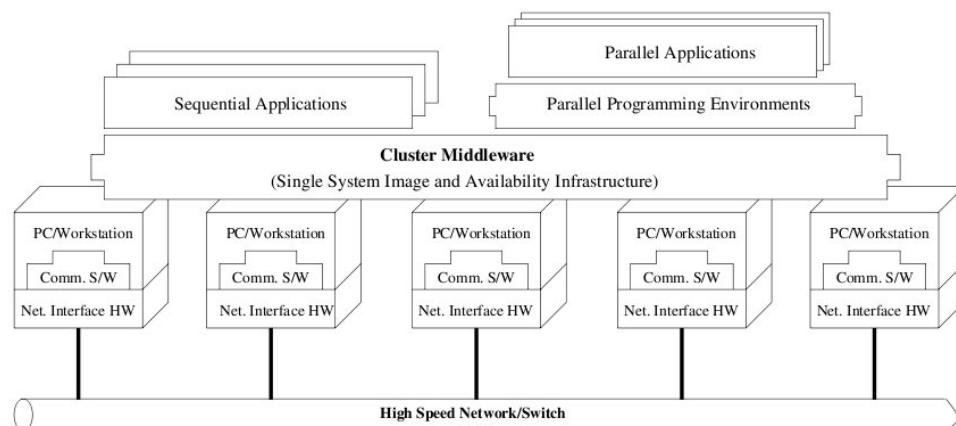 Parallel Applications
Sequential Applications
Parallel Programming Environments
Cluster Middleware
(Single System Image and Availability Infrastructure)
PC/Workstation
Comm. S/W
Net. Interface HW
PC/Workstation
Comm. S/W
Net. Interface HW
PC/Workstation
Comm. S/W
Net. Interface HW
PC/Workstation
Comm. S/W
Net. Interface HW
PC/Workstation
Comm. S/W
Net. Interface HW
High Speed Network/Switch